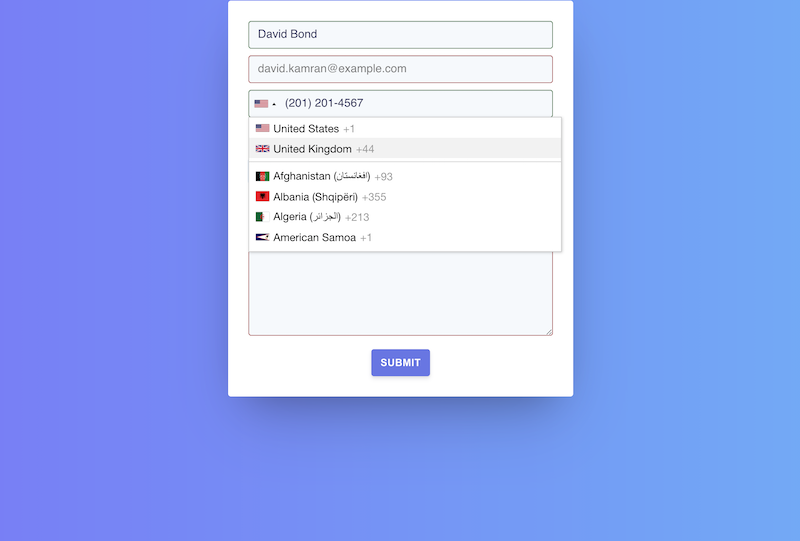 David Bond
david.kamran@example.com
(201) 201-4567
United States +1
United Kingdom +44
Afghanistan (‫افغانستان‬‎) +93
Albania (Shqipëri) +355
Algeria (‫الجزائر‬‎) +213
American Samoa +1
SUBMIT